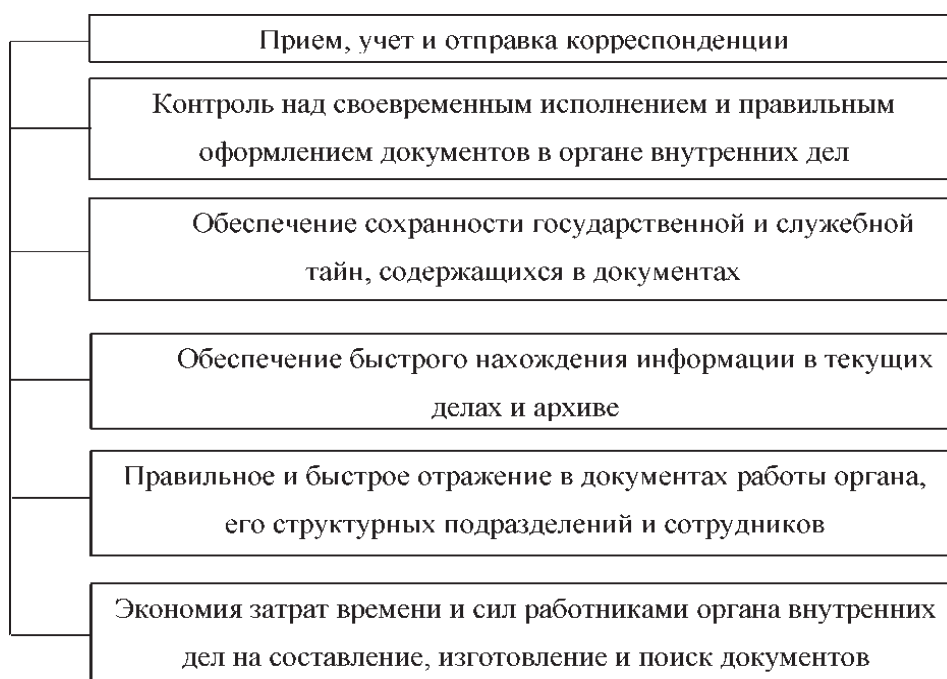 Прием, учет и отправка корреспонденции
Контроль над своевременным исполнением и правильным
оформлением документов в органе внутренних дел
Обеспечение сохранности государственной и служебной
тайн, содержащихся в документах
Обеспечение быстрого нахождения информации в текущих
делах и архиве
Правильное и быстрое отражение в документах работы органа,
его структурных подразделений и сотрудников
Экономия затрат времени и сил работниками органа внутренних
дел на составление, изготовление и поиск документов